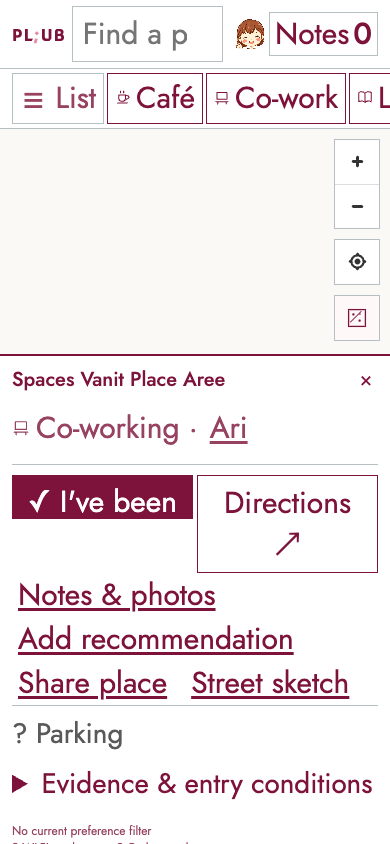 PL;UB Find a p Notes 0
List Café Co-work L
+
−
Spaces Vanit Place Aree ×
Co-working · Ari
✓ I've been Directions ↗
Notes & photos
Add recommendation
Share place Street sketch
? Parking
▶ Evidence & entry conditions
No current preference filter